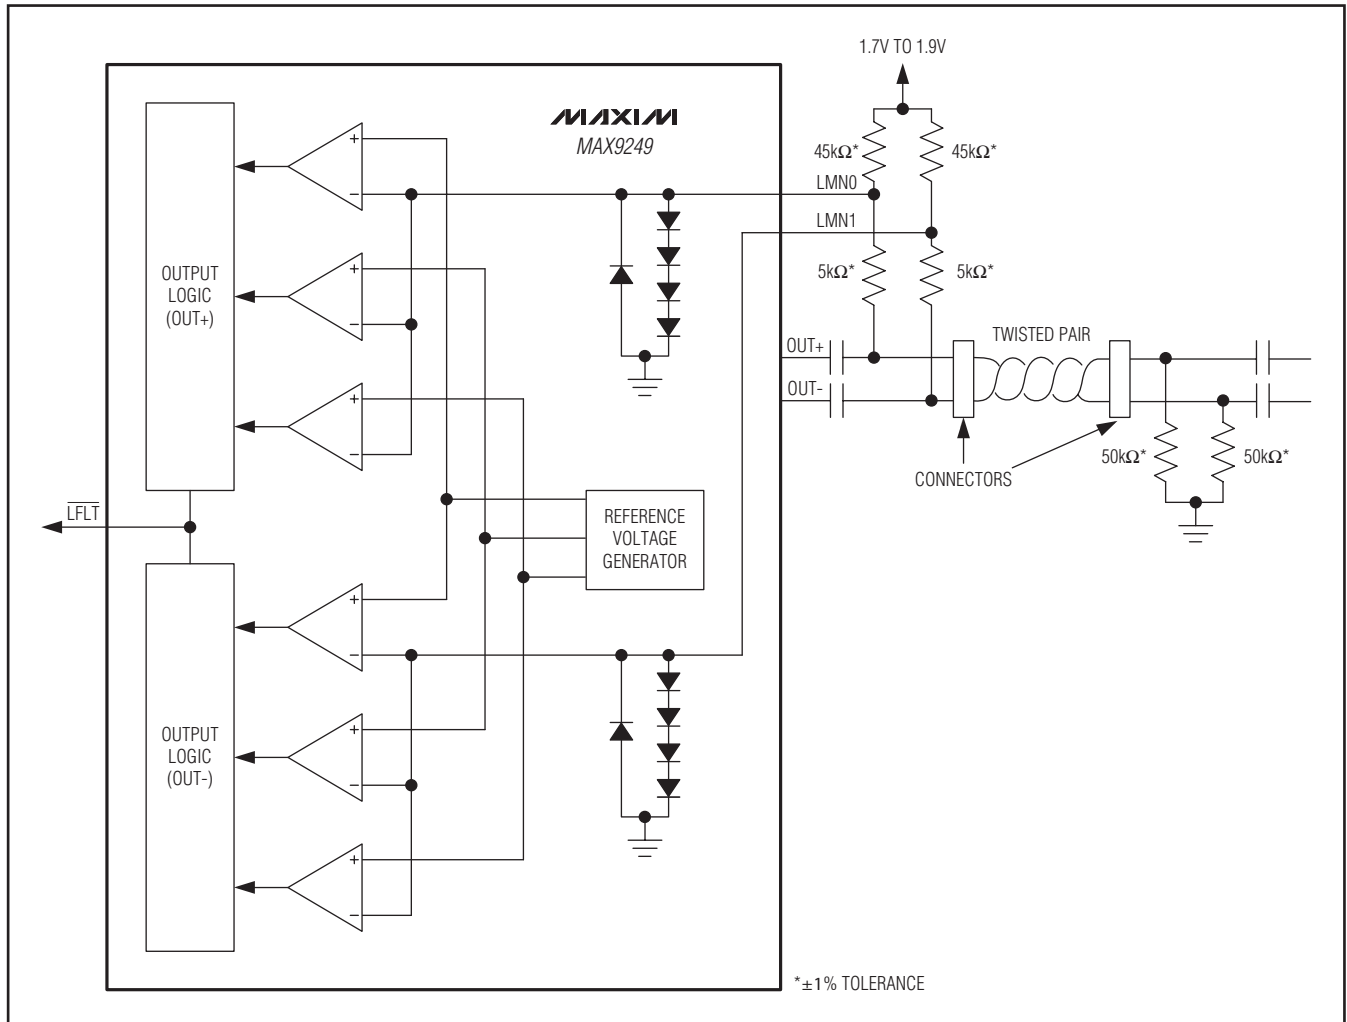 1.7V TO 1.9V
MAXIM
MAX9249
45kΩ*
45kΩ*
LMN0
LMN1
5kΩ*
5kΩ*
OUTPUT
LOGIC
(OUT+)
TWISTED PAIR
OUT+
OUT-
50kΩ*
50kΩ*
CONNECTORS
LFLT
REFERENCE
VOLTAGE
GENERATOR
OUTPUT
LOGIC
(OUT-)
+
-
+
-
+
-
+
-
+
-
+
-
*±1% TOLERANCE